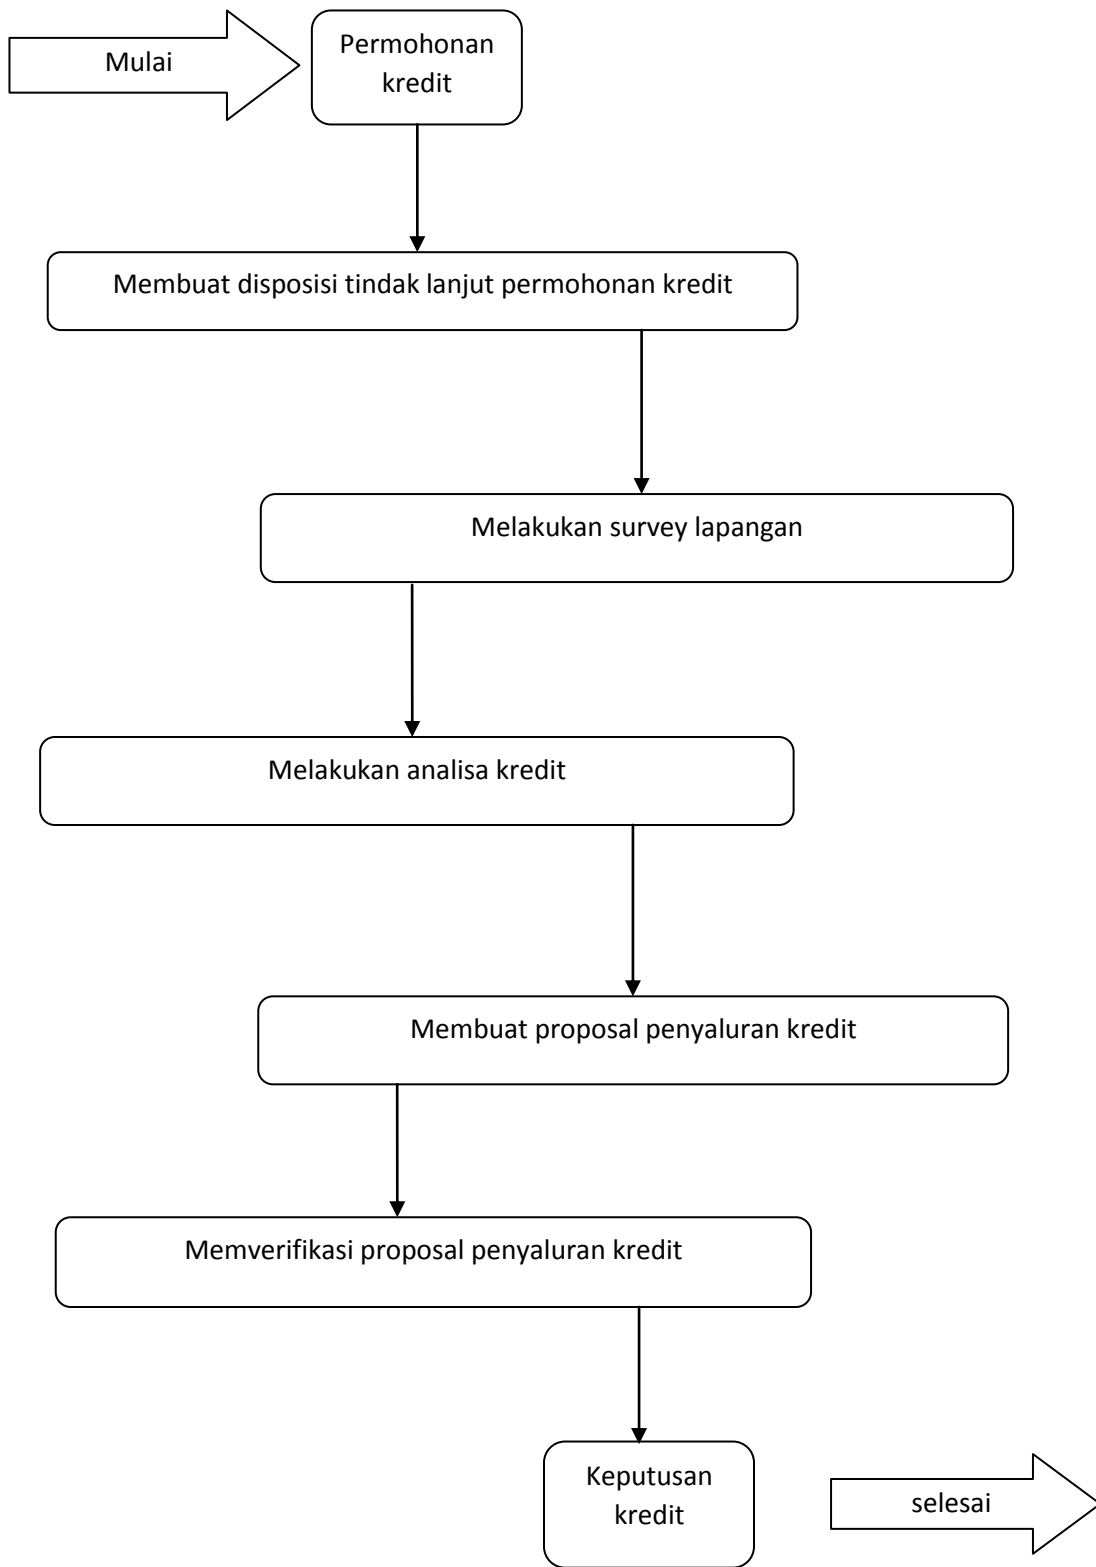 Mulai
Permohonan
kredit
Membuat disposisi tindak lanjut permohonan kredit
Melakukan survey lapangan
Melakukan analisa kredit
Membuat proposal penyaluran kredit
Memverifikasi proposal penyaluran kredit
Keputusan
kredit
selesai